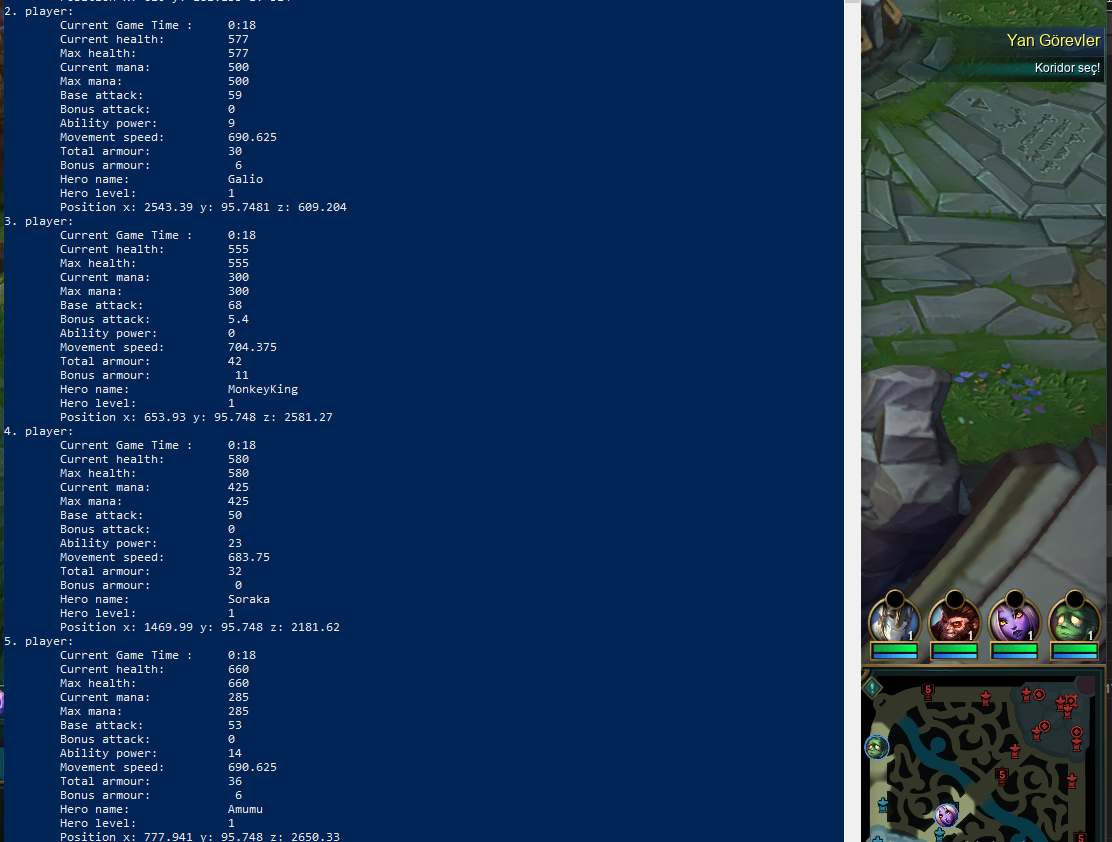 2. player:
Current Game Time : 0:18
Current health: 577
Max health: 577
Current mana: 500
Max mana: 500
Base attack: 59
Bonus attack: 0
Ability power: 9
Movement speed: 690.625
Total armour: 30
Bonus armour: 6
Hero name: Galio
Hero level: 1
Position x: 2543.39 y: 95.7481 z: 609.204
3. player:
Current Game Time : 0:18
Current health: 555
Max health: 555
Current mana: 300
Max mana: 300
Base attack: 68
Bonus attack: 5.4
Ability power: 0
Movement speed: 704.375
Total armour: 42
Bonus armour: 11
Hero name: MonkeyKing
Hero level: 1
Position x: 653.93 y: 95.748 z: 2581.27
4. player:
Current Game Time : 0:18
Current health: 580
Max health: 580
Current mana: 425
Max mana: 425
Base attack: 50
Bonus attack: 0
Ability power: 23
Movement speed: 683.75
Total armour: 32
Bonus armour: 0
Hero name: Soraka
Hero level: 1
Position x: 1469.99 y: 95.748 z: 2181.62
5. player:
Current Game Time : 0:18
Current health: 660
Max health: 660
Current mana: 285
Max mana: 285
Base attack: 53
Bonus attack: 0
Ability power: 14
Movement speed: 690.625
Total armour: 36
Bonus armour: 6
Hero name: Amumu
Hero level: 1
Position x: 777.941 y: 95.748 z: 2650.33
Yan Görevler
Koridor seç!
1 1 1 1
5
5
5